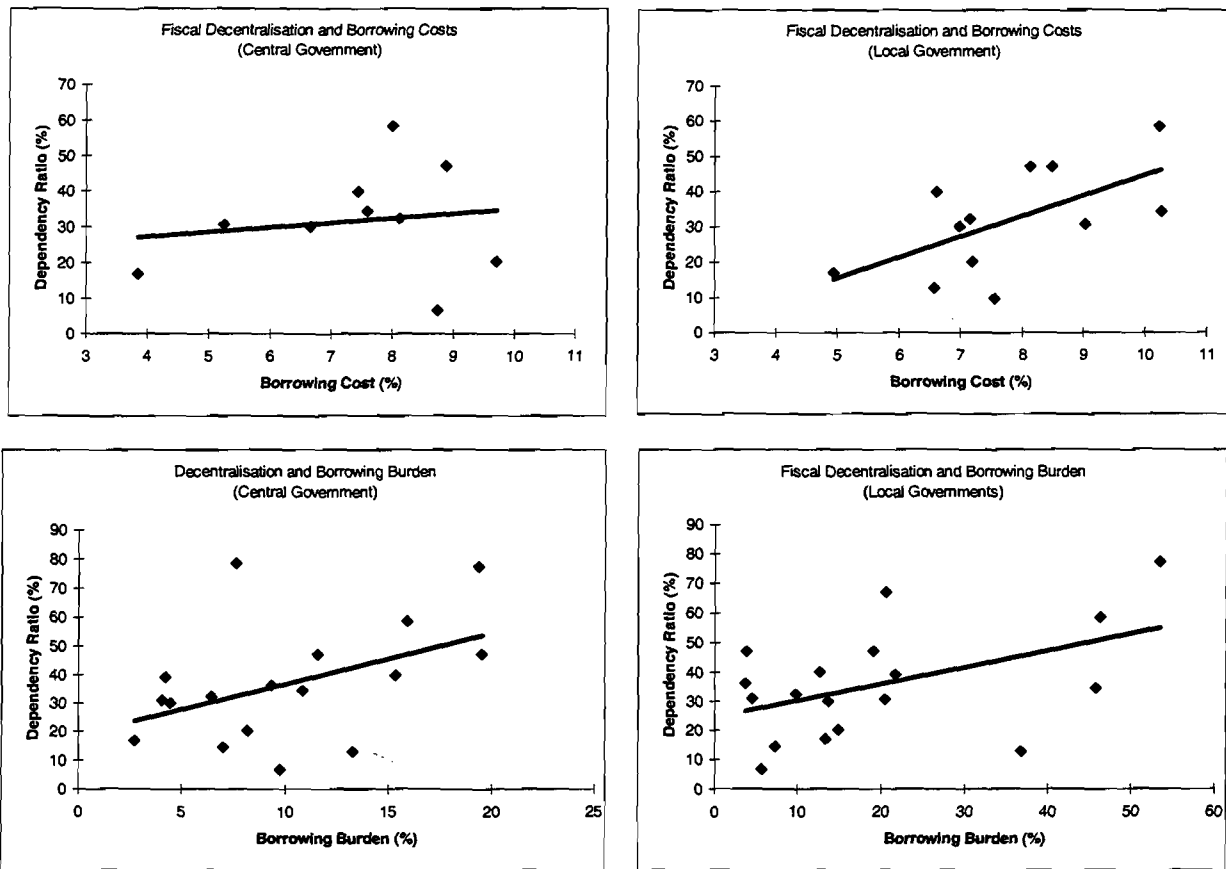 Fiscal Decentralisation and Borrowing Costs
(Central Government)
Dependency Ratio (%)
70
60
50
40
30
20
10
0
3 4 5 6 7 8 9 10 11
Borrowing Cost (%)
Fiscal Decentralisation and Borrowing Costs
(Local Government)
Dependency Ratio (%)
70
60
50
40
30
20
10
0
3 4 5 6 7 8 9 10 11
Borrowing Cost (%)
Decentralisation and Borrowing Burden
(Central Government)
Dependency Ratio (%)
90
80
70
60
50
40
30
20
10
0
0 5 10 15 20 25
Borrowing Burden (%)
Fiscal Decentralisation and Borrowing Burden
(Local Governments)
Dependency Ratio (%)
90
80
70
60
50
40
30
20
10
0
0 10 20 30 40 50 60
Borrowing Burden (%)